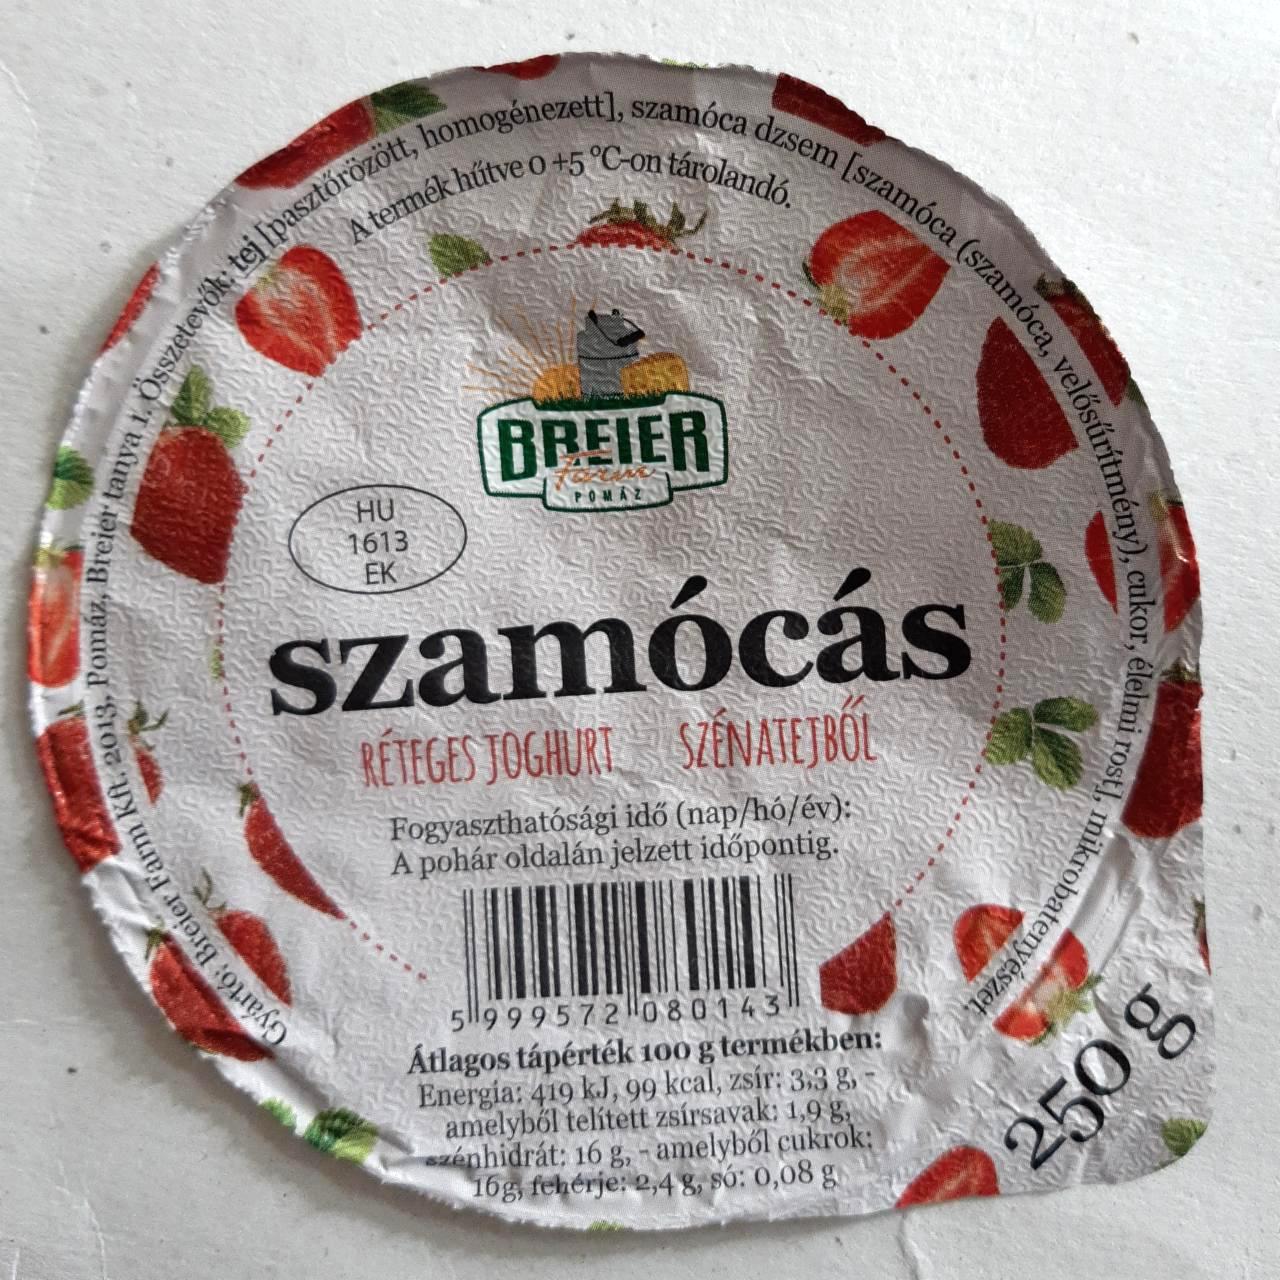 Gyártó: Breier Farm Kft. 2013, Pomáz, Breier tanya 1. Összetevők: tej [pasztőrözött, homogénezett], szamóca dzsem [szamóca (szamóca, velősűrítmény), cukor, élelmi rost], mikrobatenyészet.
A termék hűtve 0 +5 °C-on tárolandó.
BREIER
Farm
POMÁZ
HU
1613
EK
szamócás
RÉTEGES JOGHURT SZÉNATEJBŐL
Fogyaszthatósági idő (nap/hó/év):
A pohár oldalán jelzett időpontig.
5 999572 080143
Átlagos tápérték 100 g termékben:
Energia: 419 kJ, 99 kcal, zsír: 3,3 g, -
amelyből telített zsírsavak: 1,9 g,
szénhidrát: 16 g, - amelyből cukrok:
16g, fehérje: 2,4 g, só: 0,08 g
250 g